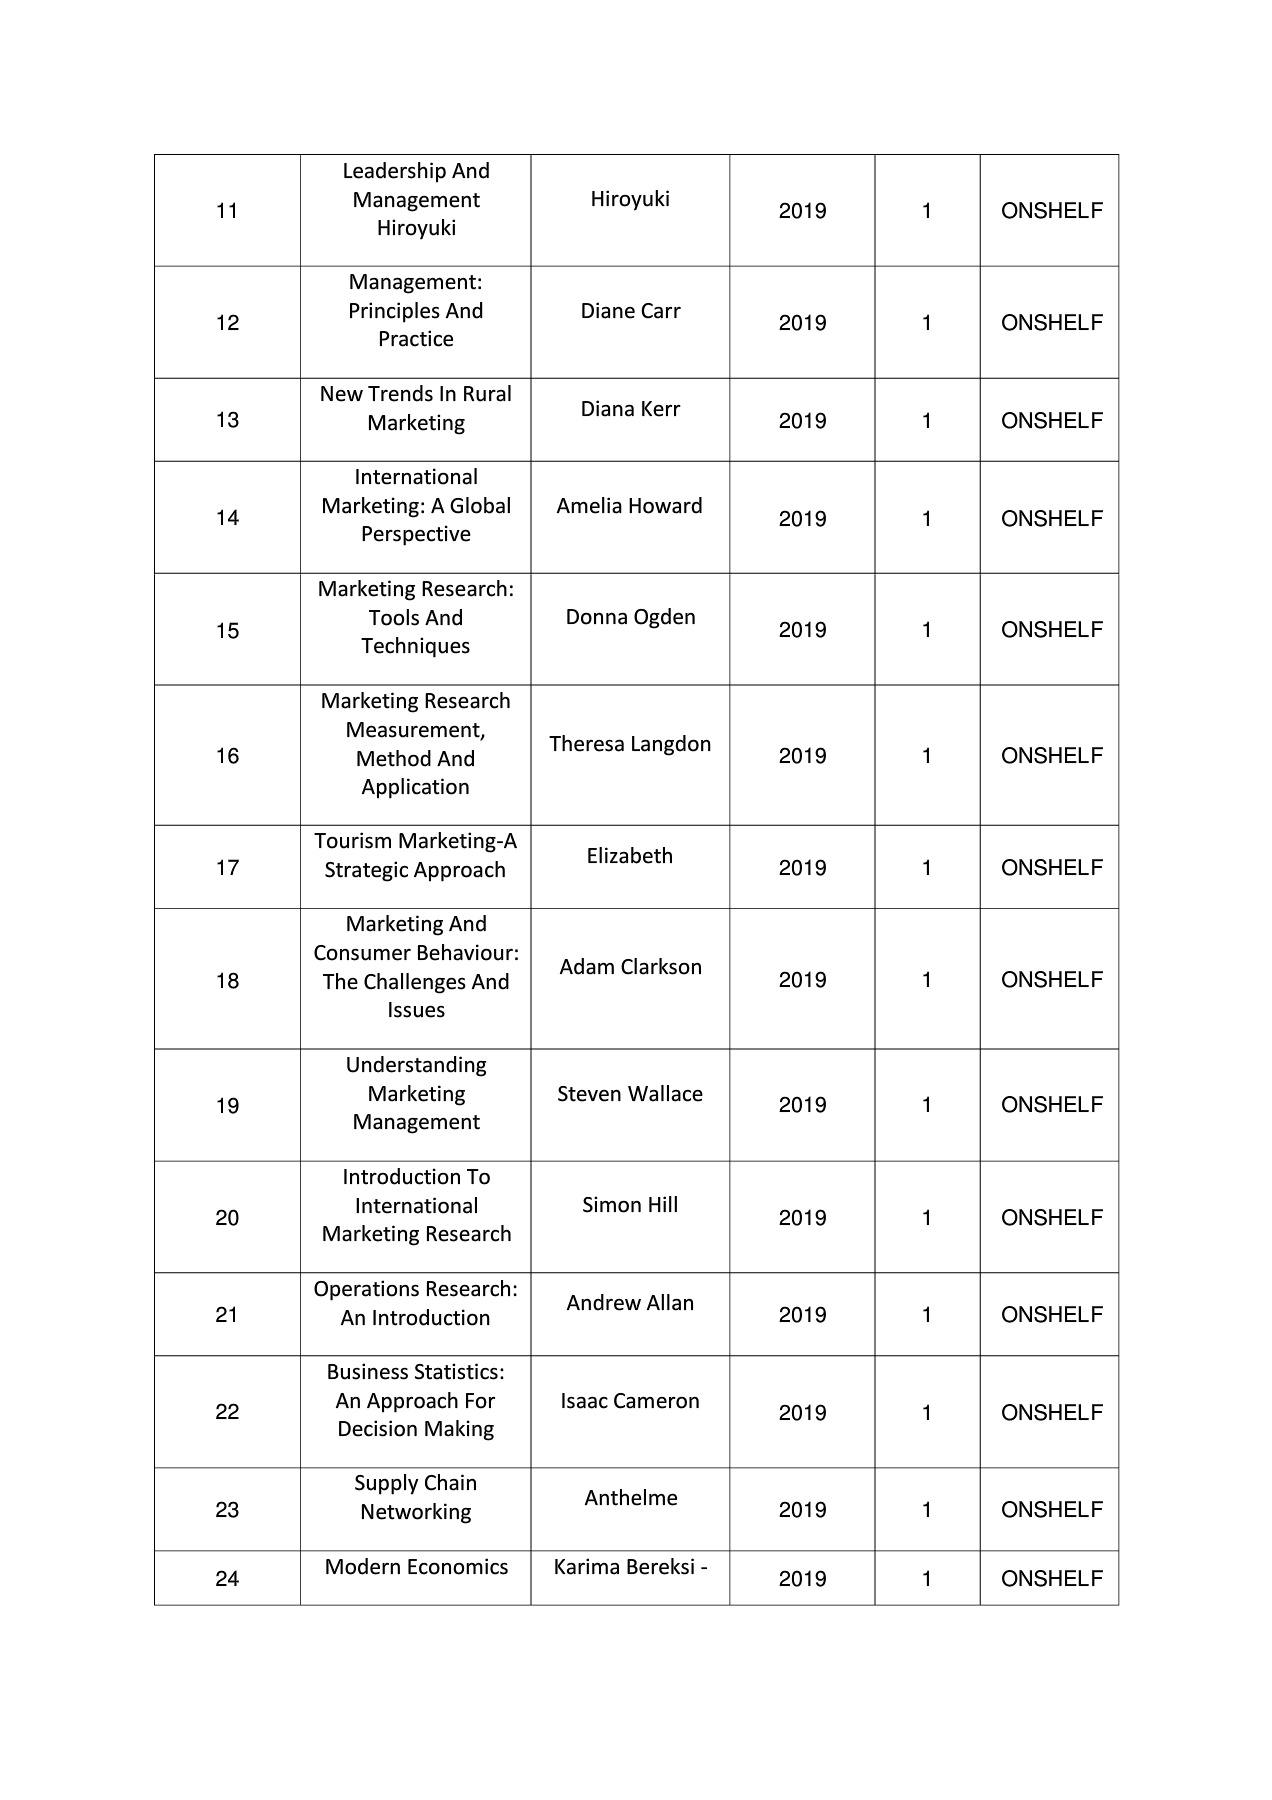 11
Leadership And
Management
Hiroyuki
Hiroyuki
2019
1
ONSHELF
12
Management:
Principles And
Practice
Diane Carr
2019
1
ONSHELF
13
New Trends In Rural
Marketing
Diana Kerr
2019
1
ONSHELF
14
International
Marketing: A Global
Perspective
Amelia Howard
2019
1
ONSHELF
15
Marketing Research:
Tools And
Techniques
Donna Ogden
2019
1
ONSHELF
16
Marketing Research
Measurement,
Method And
Application
Theresa Langdon
2019
1
ONSHELF
17
Tourism Marketing-A
Strategic Approach
Elizabeth
2019
1
ONSHELF
18
Marketing And
Consumer Behaviour:
The Challenges And
Issues
Adam Clarkson
2019
1
ONSHELF
19
Understanding
Marketing
Management
Steven Wallace
2019
1
ONSHELF
20
Introduction To
International
Marketing Research
Simon Hill
2019
1
ONSHELF
21
Operations Research:
An Introduction
Andrew Allan
2019
1
ONSHELF
22
Business Statistics:
An Approach For
Decision Making
Isaac Cameron
2019
1
ONSHELF
23
Supply Chain
Networking
Anthelme
2019
1
ONSHELF
24
Modern Economics
Karima Bereksi -
2019
1
ONSHELF